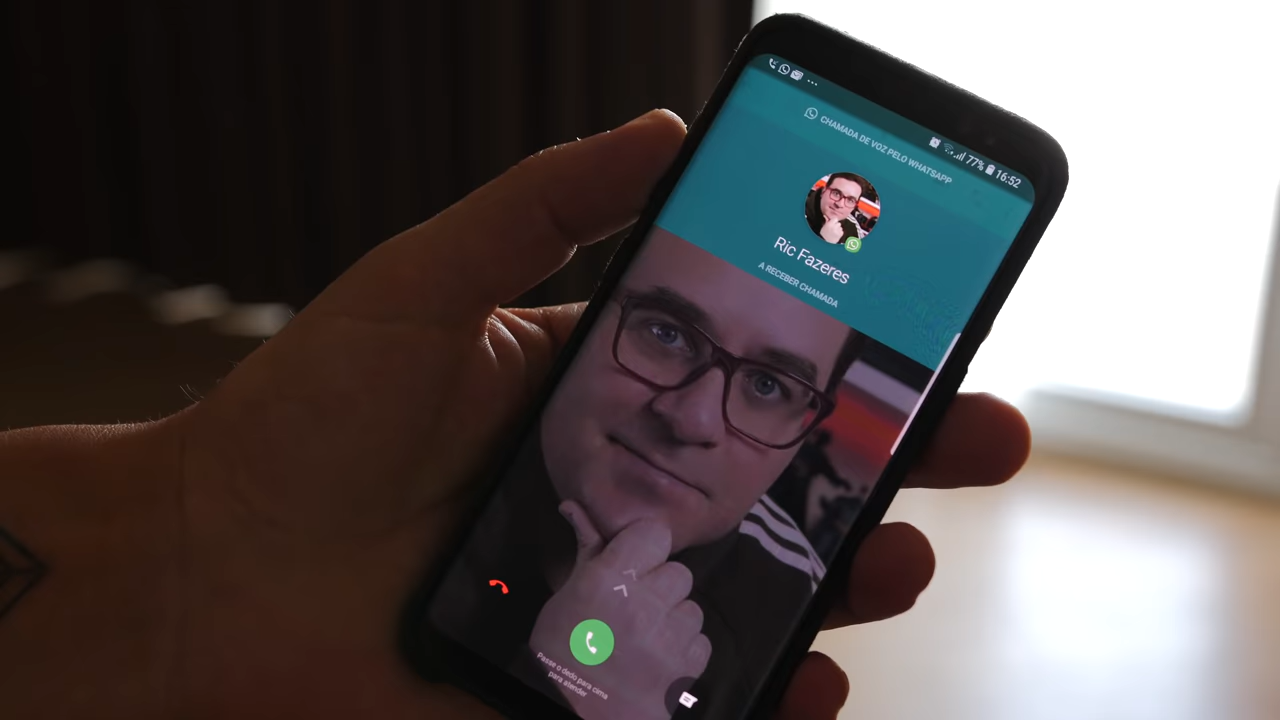 77% 16:52
CHAMADA DE VOZ PELO WHATSAPP
Ric Fazeres
A RECEBER CHAMADA
Passe o dedo para cima
para atender